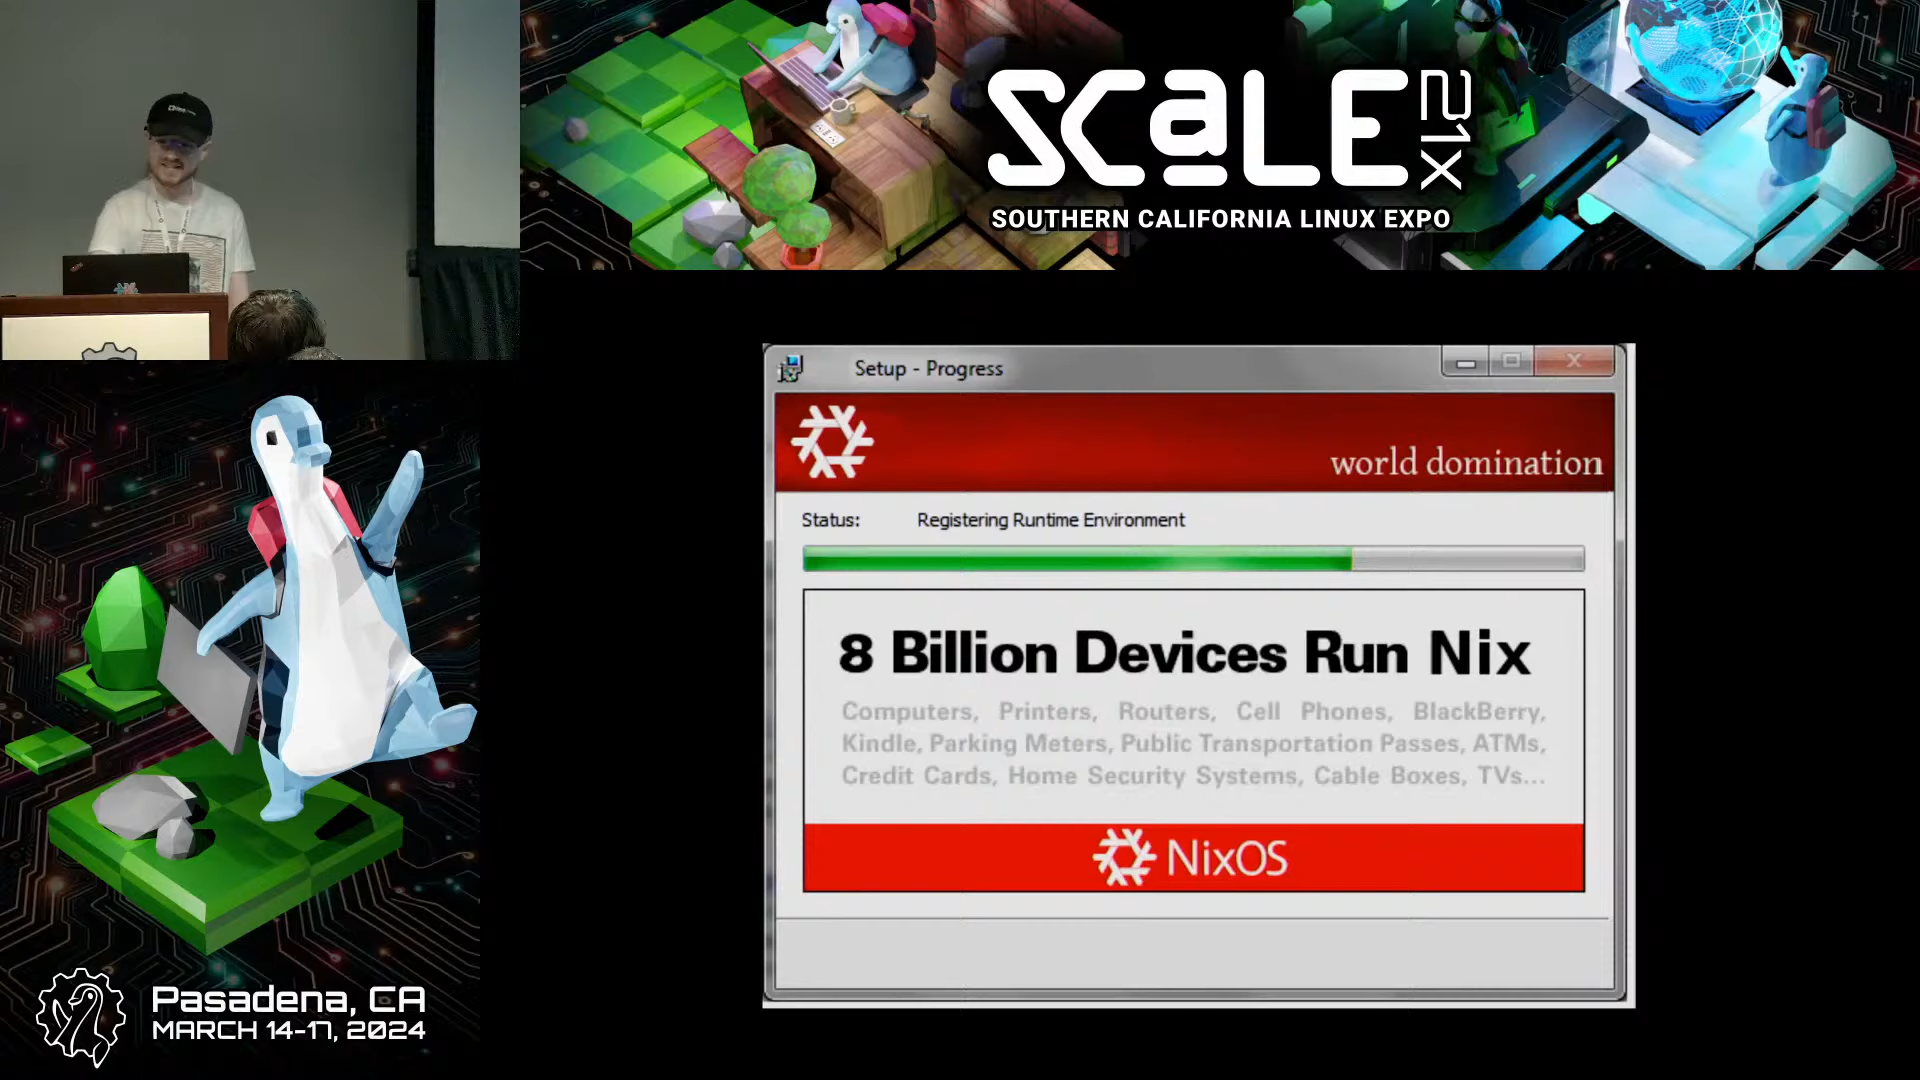 SCaLE 21X
SOUTHERN CALIFORNIA LINUX EXPO
Setup - Progress
world domination
Status: Registering Runtime Environment
8 Billion Devices Run Nix
Computers, Printers, Routers, Cell Phones, BlackBerry,
Kindle, Parking Meters, Public Transportation Passes, ATMs,
Credit Cards, Home Security Systems, Cable Boxes, TVs...
NixOS
Pasadena, CA
MARCH 14-17, 2024